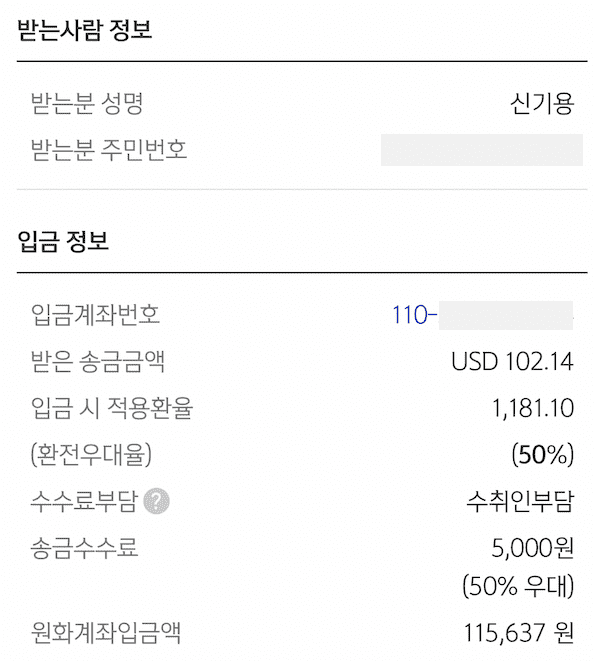 받는사람 정보
받는분 성명 신기용
받는분 주민번호
입금 정보
입금계좌번호 110-
받은 송금금액 USD 102.14
입금 시 적용환율 1,181.10
(환전우대율) (50%)
수수료부담 ? 수취인부담
송금수수료 5,000원
(50% 우대)
원화계좌입금액 115,637 원